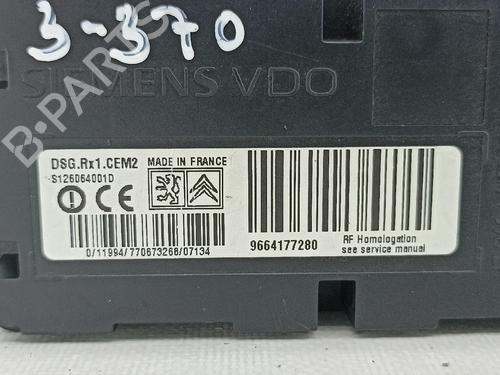 3-370
SIEMENS VDO
B-PARTS
DSG.Rx1.CEM2 MADE IN FRANCE
S126064001D
CE
0/11994/770673268/07134
9664177280
RF Homologation
see service manual